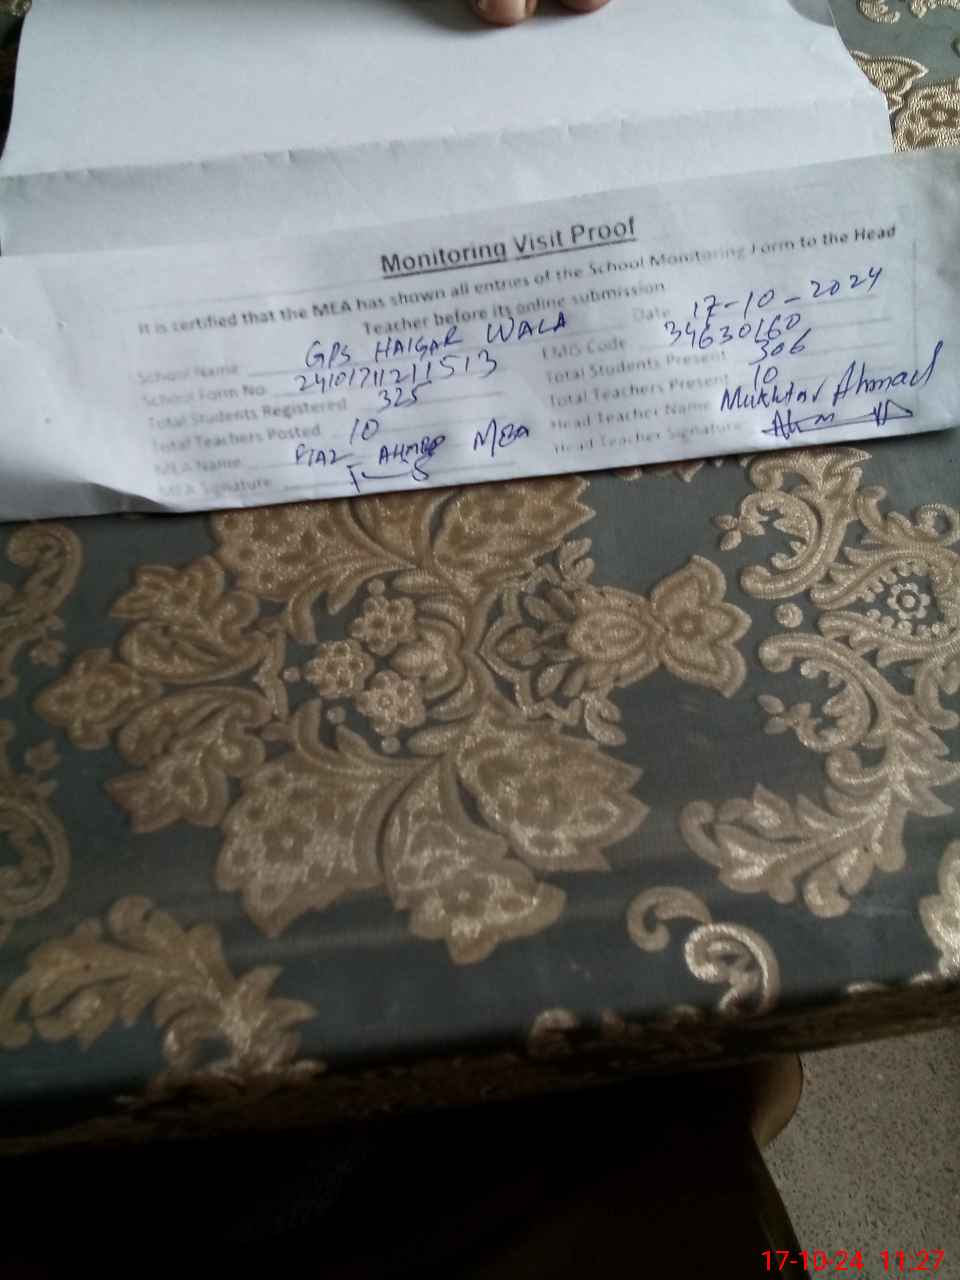 Monitoring Visit Proof
It is certified that the MEA has shown all entries of the School Monitoring Form to the Head
Teacher before its online submission
School Name GPS HAIGAR WALA Date 17-10-2024
School Form No. 24101711211513 EMIS Code 34630160
Total Students Registered 325 Total Students Present 306
Total Teachers Posted 10 Total Teachers Present 10
MEA Name FIAZ AHMED MEA Head Teacher Name Mukhtar Ahmad
MEA Signature Head Teacher Signature
17-10-24 11:27